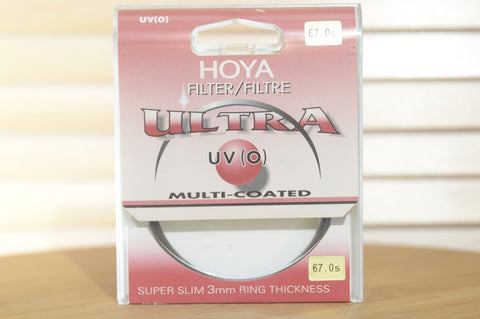 UV(O)
67.0s
HOYA
FILTER/FILTRE
ULTRA
UV (O)
MULTI-COATED
67.0s
SUPER SLIM 3mm RING THICKNESS